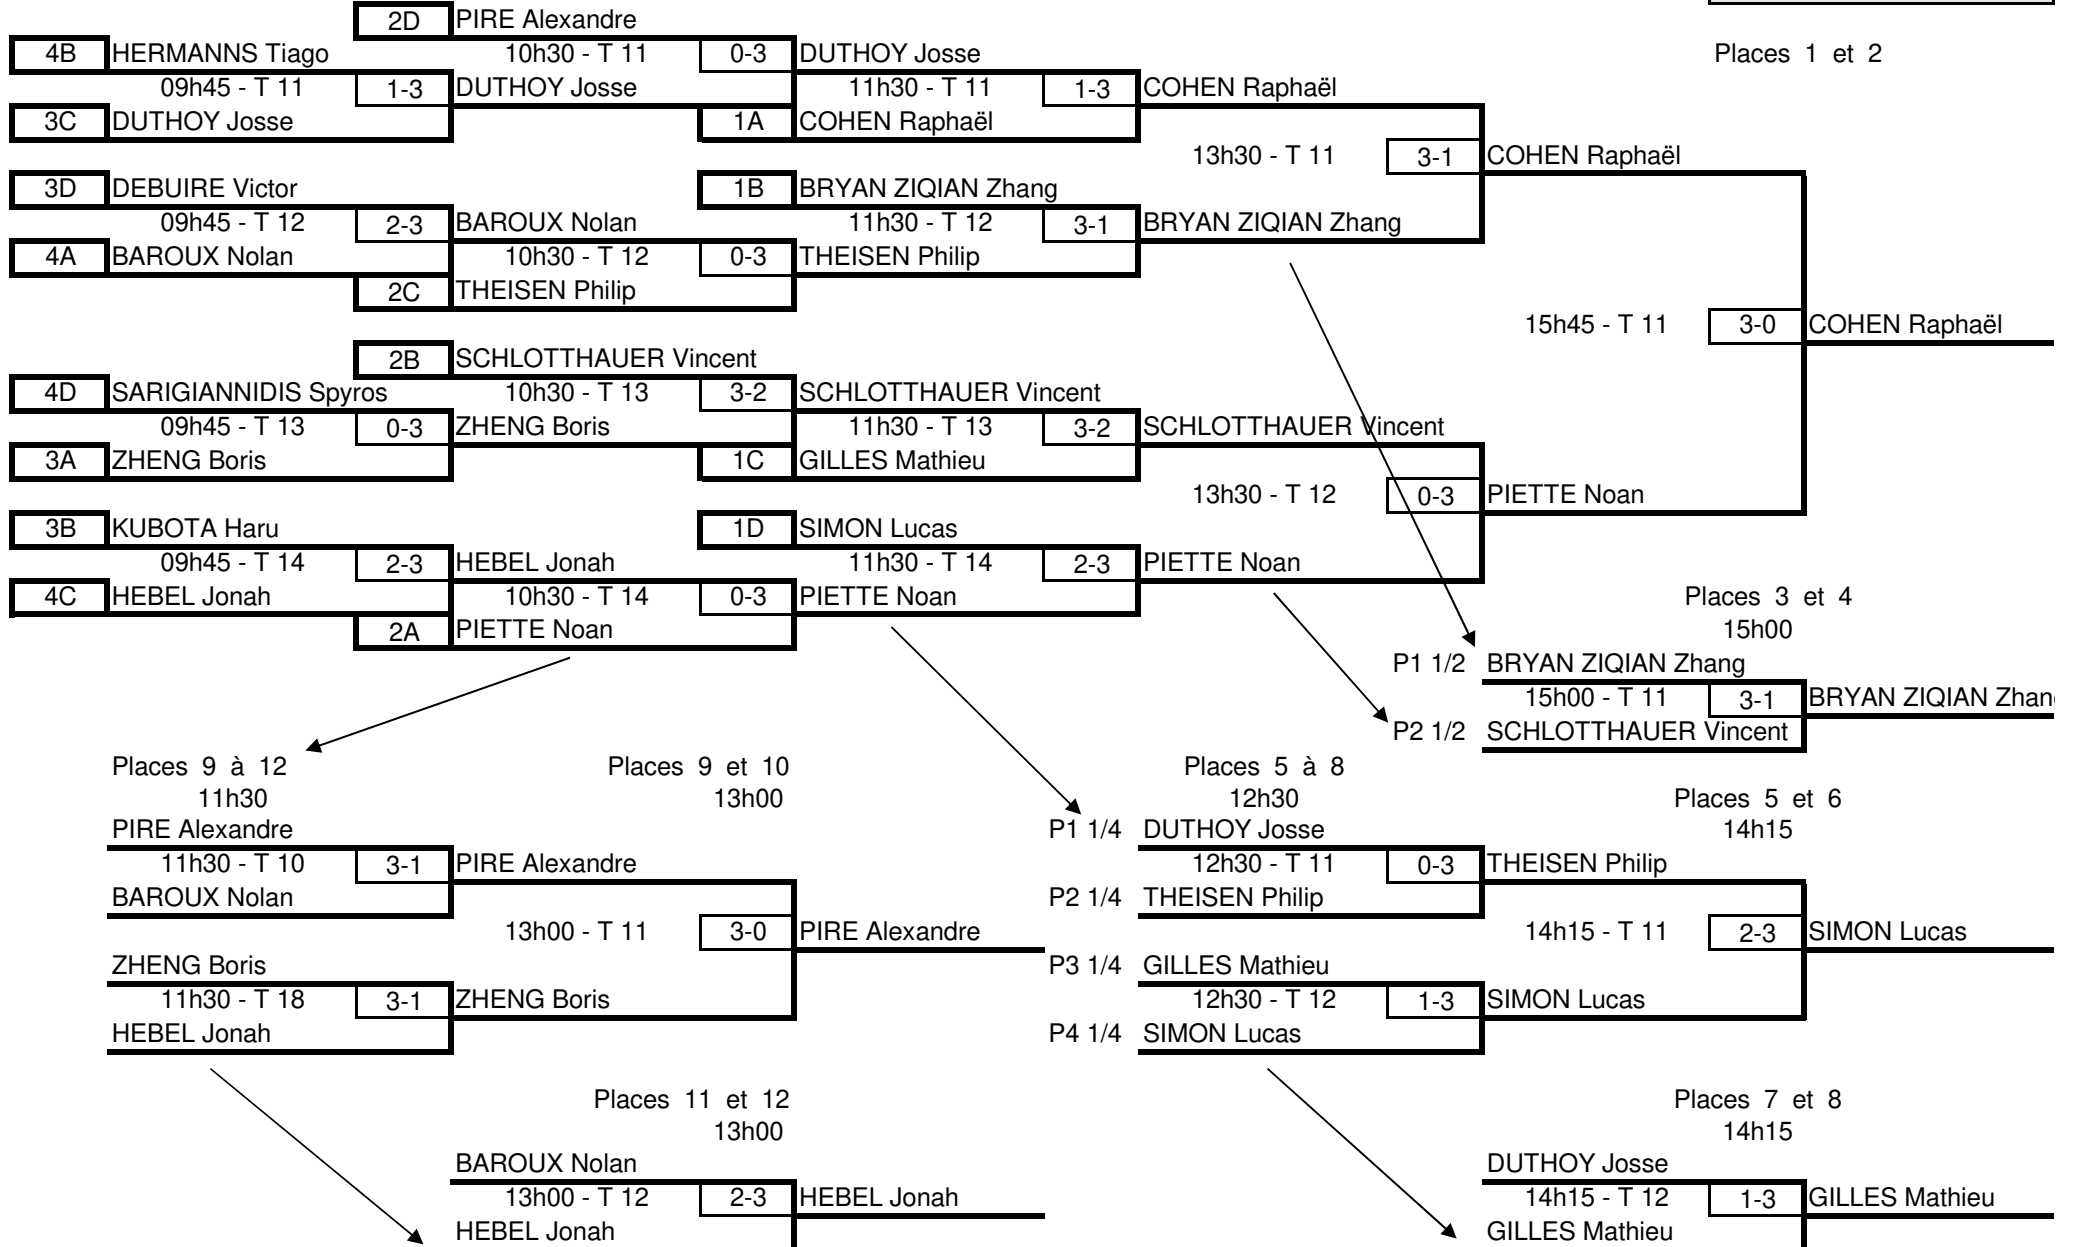 2D PIRE Alexandre
4B HERMANNS Tiago 10h30 - T 11 0-3 DUTHOY Josse Places 1 et 2
09h45 - T 11 1-3 DUTHOY Josse 11h30 - T 11 1-3 COHEN Raphaël
3C DUTHOY Josse 1A COHEN Raphaël
13h30 - T 11 3-1 COHEN Raphaël
3D DEBUIRE Victor 1B BRYAN ZIQIAN Zhang
09h45 - T 12 2-3 BAROUX Nolan 11h30 - T 12 3-1 BRYAN ZIQIAN Zhang
4A BAROUX Nolan 10h30 - T 12 0-3 THEISEN Philip
2C THEISEN Philip
15h45 - T 11 3-0 COHEN Raphaël
2B SCHLOTTHAUER Vincent
4D SARIGIANNIDIS Spyros 10h30 - T 13 3-2 SCHLOTTHAUER Vincent
09h45 - T 13 0-3 ZHENG Boris 11h30 - T 13 3-2 SCHLOTTHAUER Vincent
3A ZHENG Boris 1C GILLES Mathieu
13h30 - T 12 0-3 PIETTE Noan
3B KUBOTA Haru 1D SIMON Lucas
09h45 - T 14 2-3 HEBEL Jonah 11h30 - T 14 2-3 PIETTE Noan
4C HEBEL Jonah 10h30 - T 14 0-3 PIETTE Noan Places 3 et 4
2A PIETTE Noan 15h00
P1 1/2 BRYAN ZIQIAN Zhang
15h00 - T 11 3-1 BRYAN ZIQIAN Zhan
P2 1/2 SCHLOTTHAUER Vincent
Places 9 à 12 Places 9 et 10 Places 5 à 8
11h30 13h00 12h30 Places 5 et 6
PIRE Alexandre P1 1/4 DUTHOY Josse 14h15
11h30 - T 10 3-1 PIRE Alexandre 12h30 - T 11 0-3 THEISEN Philip
BAROUX Nolan P2 1/4 THEISEN Philip
13h00 - T 11 3-0 PIRE Alexandre 14h15 - T 11 2-3 SIMON Lucas
ZHENG Boris P3 1/4 GILLES Mathieu
11h30 - T 18 3-1 ZHENG Boris 12h30 - T 12 1-3 SIMON Lucas
HEBEL Jonah P4 1/4 SIMON Lucas
Places 11 et 12 Places 7 et 8
13h00 14h15
BAROUX Nolan DUTHOY Josse
13h00 - T 12 2-3 HEBEL Jonah 14h15 - T 12 1-3 GILLES Mathieu
HEBEL Jonah GILLES Mathieu